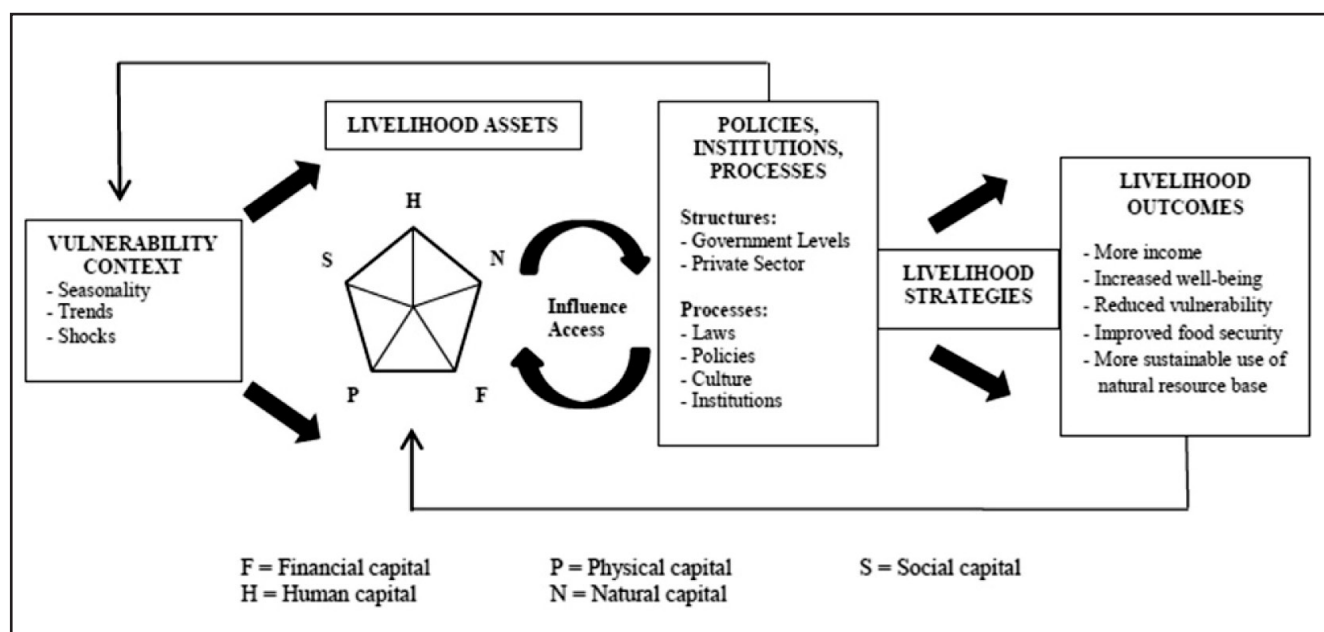 LIVELIHOOD ASSETS
H
S
N
P
F
VULNERABILITY
CONTEXT
- Seasonality
- Trends
- Shocks
Influence
Access
POLICIES,
INSTITUTIONS,
PROCESSES
Structures:
- Government Levels
- Private Sector
Processes:
- Laws
- Policies
- Culture
- Institutions
LIVELIHOOD
STRATEGIES
LIVELIHOOD
OUTCOMES
- More income
- Increased well-being
- Reduced vulnerability
- Improved food security
- More sustainable use of
natural resource base
F = Financial capital
P = Physical capital
S = Social capital
H = Human capital
N = Natural capital